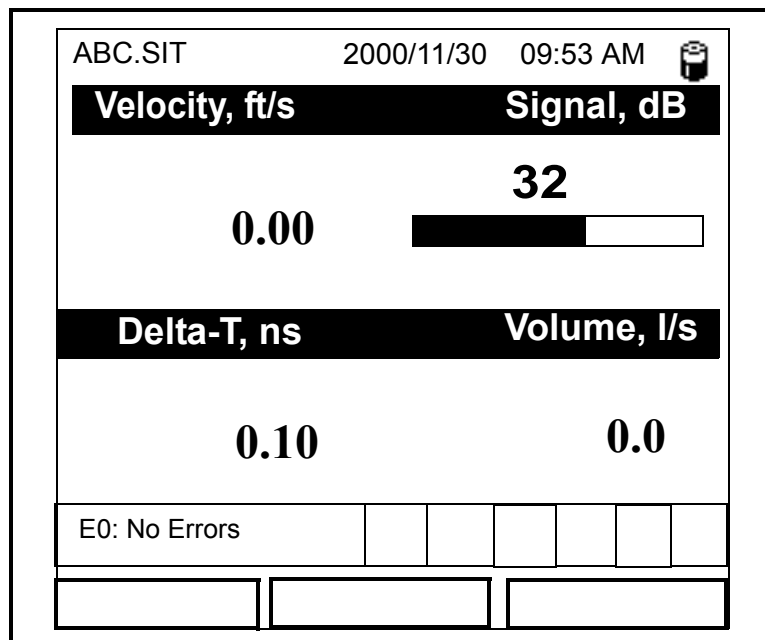 ABC.SIT 2000/11/30 09:53 AM
Velocity, ft/s Signal, dB
32
0.00
Delta-T, ns Volume, l/s
0.10 0.0
E0: No Errors